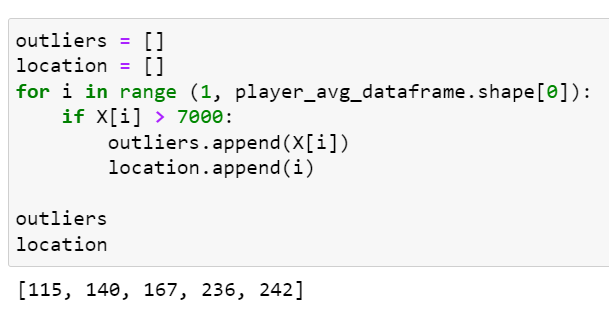 outliers = []
location = []
for i in range (1, player_avg_dataframe.shape[0]):
    if X[i] > 7000:
        outliers.append(X[i])
        location.append(i)

outliers
location
[115, 140, 167, 236, 242]